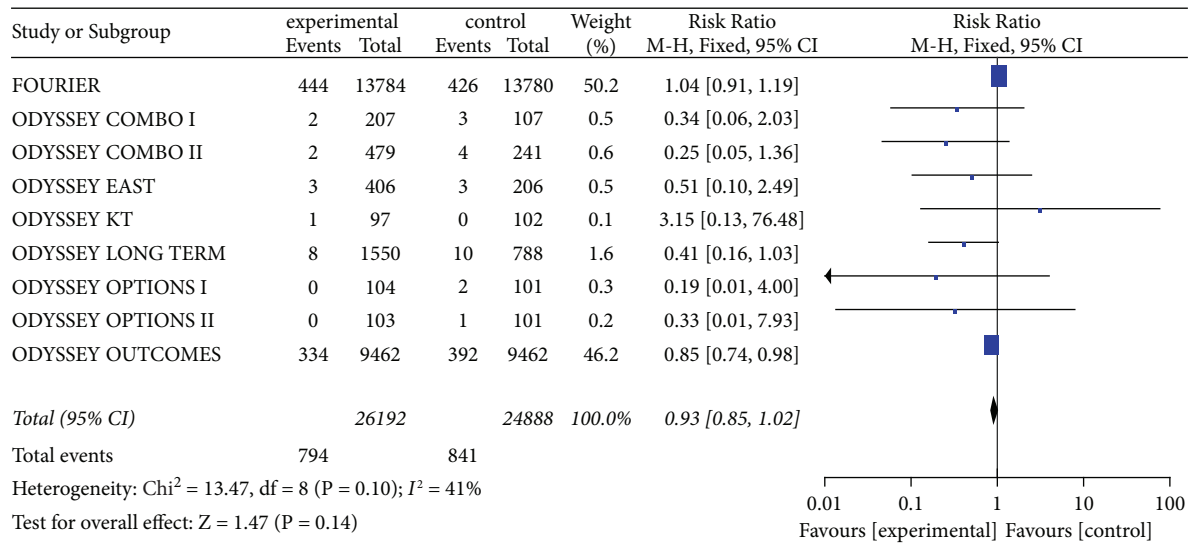 Study or Subgroup experimental control Weight Risk Ratio Risk Ratio
Events Total Events Total (%) M-H, Fixed, 95% CI M-H, Fixed, 95% CI
FOURIER 444 13784 426 13780 50.2 1.04 [0.91, 1.19]
ODYSSEY COMBO I 2 207 3 107 0.5 0.34 [0.06, 2.03]
ODYSSEY COMBO II 2 479 4 241 0.6 0.25 [0.05, 1.36]
ODYSSEY EAST 3 406 3 206 0.5 0.51 [0.10, 2.49]
ODYSSEY KT 1 97 0 102 0.1 3.15 [0.13, 76.48]
ODYSSEY LONG TERM 8 1550 10 788 1.6 0.41 [0.16, 1.03]
ODYSSEY OPTIONS I 0 104 2 101 0.3 0.19 [0.01, 4.00]
ODYSSEY OPTIONS II 0 103 1 101 0.2 0.33 [0.01, 7.93]
ODYSSEY OUTCOMES 334 9462 392 9462 46.2 0.85 [0.74, 0.98]
Total (95% CI) 26192 24888 100.0% 0.93 [0.85, 1.02]
Total events 794 841
Heterogeneity: Chi² = 13.47, df = 8 (P = 0.10); I² = 41%
Test for overall effect: Z = 1.47 (P = 0.14)
0.01 0.1 1 10 100
Favours [experimental] Favours [control]